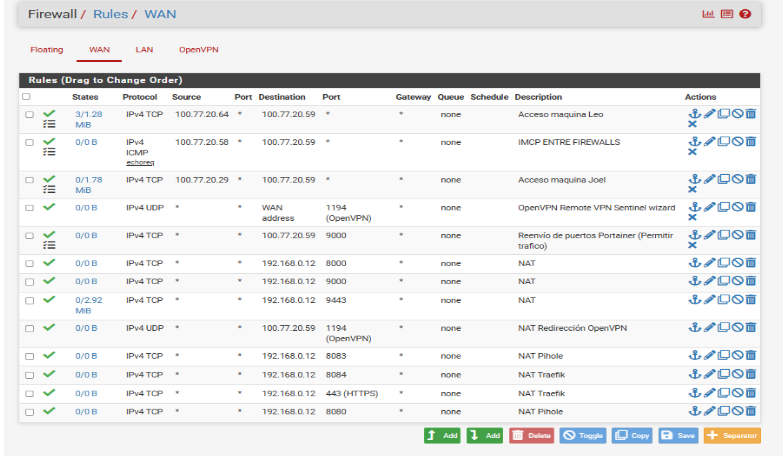 Firewall / Rules / WAN
Floating WAN LAN OpenVPN
Rules (Drag to Change Order)
States Protocol Source Port Destination Port Gateway Queue Schedule Description Actions
3/1.28 MiB IPv4 TCP 100.77.20.64 * 100.77.20.59 * * none Acceso maquina Leo
0/0 B IPv4 ICMP echoreq 100.77.20.58 * 100.77.20.59 * * none IMCP ENTRE FIREWALLS
0/1.78 MiB IPv4 TCP 100.77.20.29 * 100.77.20.59 * * none Acceso maquina Joel
0/0 B IPv4 UDP * * WAN address 1194 (OpenVPN) * none OpenVPN Remote VPN Sentinel wizard
0/0 B IPv4 TCP * * 100.77.20.59 9000 * none Reenvío de puertos Portainer (Permitir trafico)
0/0 B IPv4 TCP * * 192.168.0.12 8000 * none NAT
0/0 B IPv4 TCP * * 192.168.0.12 9000 * none NAT
0/2.92 MiB IPv4 TCP * * 192.168.0.12 9443 * none NAT
0/0 B IPv4 UDP * * 100.77.20.59 1194 (OpenVPN) * none NAT Redirección OpenVPN
0/0 B IPv4 TCP * * 192.168.0.12 8083 * none NAT Pihole
0/0 B IPv4 TCP * * 192.168.0.12 8084 * none NAT Traefik
0/0 B IPv4 TCP * * 192.168.0.12 443 (HTTPS) * none NAT Traefik
0/0 B IPv4 TCP * * 192.168.0.12 8080 * none NAT Pihole
Add Add Delete Toggle Copy Save Separator